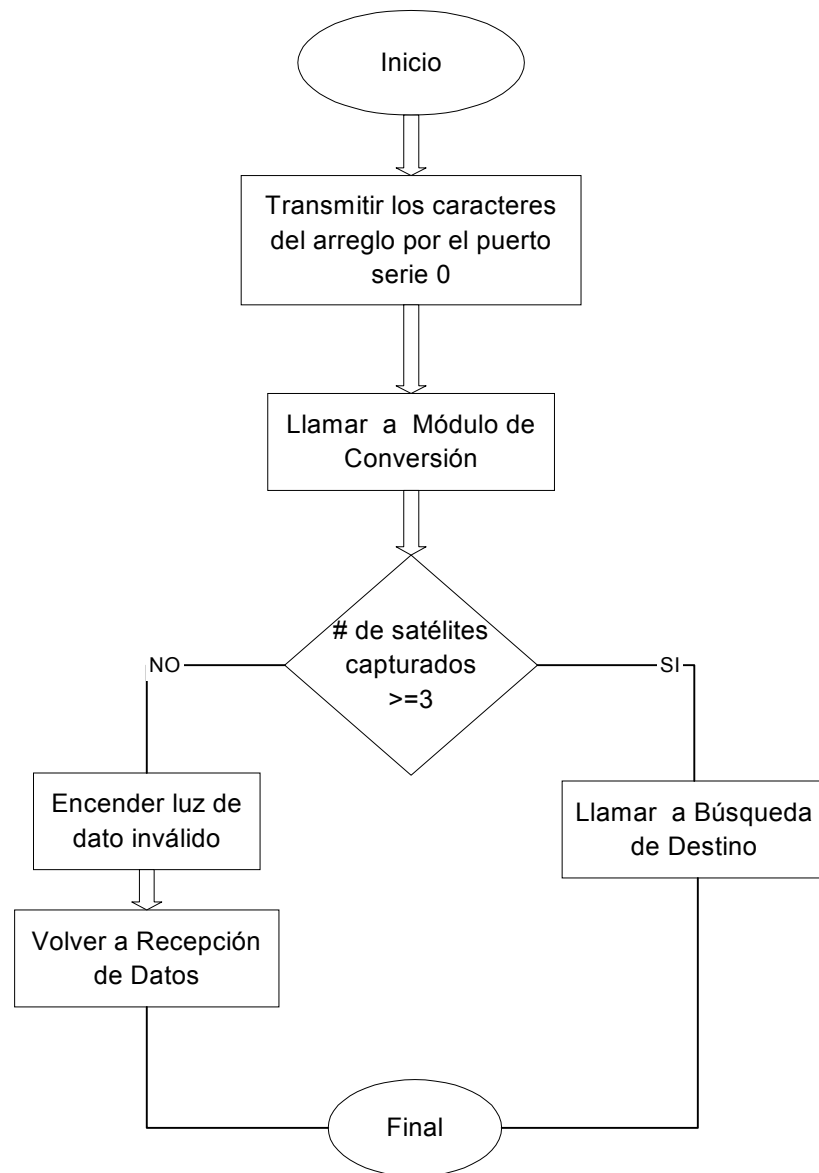 Inicio
Transmitir los caracteres
del arreglo por el puerto
serie 0
Llamar a Módulo de
Conversión
# de satélites
capturados
>=3
NO
SI
Encender luz de
dato inválido
Llamar a Búsqueda
de Destino
Volver a Recepción
de Datos
Final